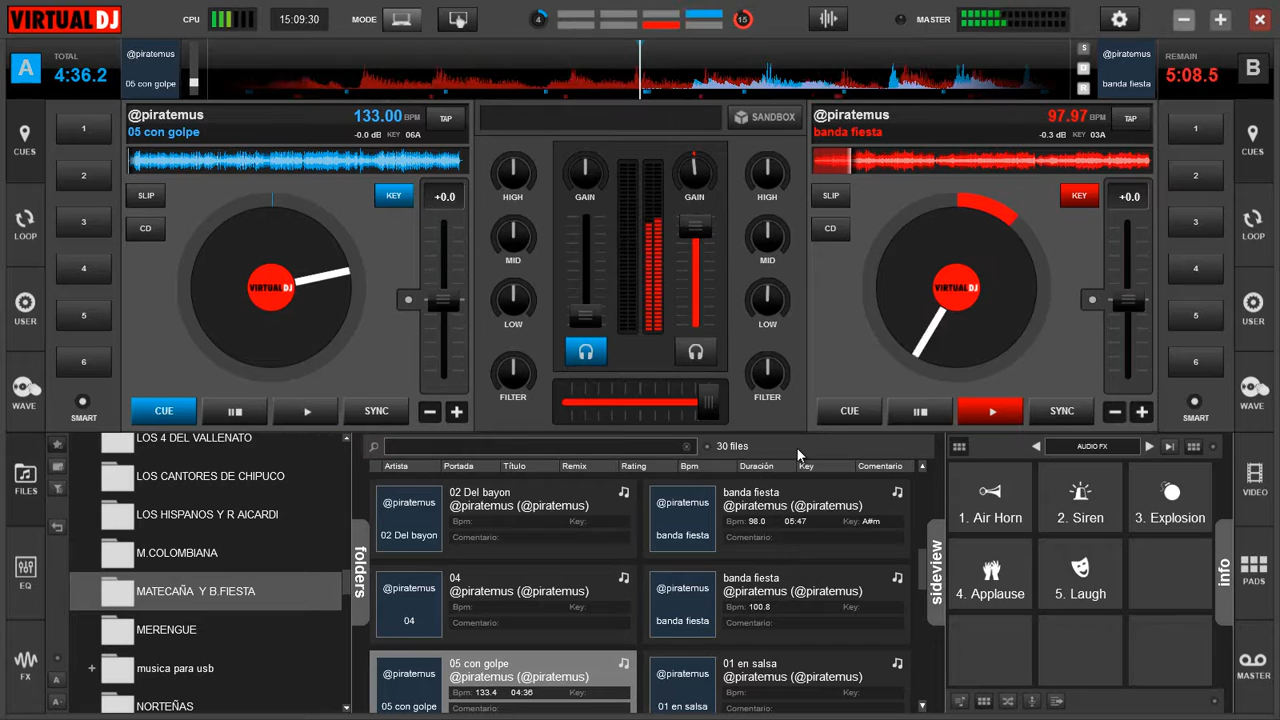 VIRTUAL DJ
CPU
15:09:30
MODE
4
15
MASTER
A
TOTAL
4:36.2
@piratemus
05 con golpe
S
D
R
@piratemus
banda fiesta
REMAIN
5:08.5
B
@piratemus
05 con golpe
133.00 BPM
-0.0 dB KEY 06A
TAP
SANDBOX
@piratemus
banda fiesta
97.97 BPM
-0.3 dB KEY 03A
TAP
CUES
LOOP
USER
WAVE
1
2
3
4
5
6
SMART
SLIP
CD
KEY
+0.0
VIRTUAL DJ
CUE
SYNC
HIGH
MID
LOW
FILTER
GAIN
GAIN
HIGH
MID
LOW
FILTER
SLIP
CD
KEY
+0.0
VIRTUAL DJ
CUE
SYNC
1
2
3
4
5
6
SMART
CUES
LOOP
USER
WAVE
FILES
EQ
FX
A
A
LOS 4 DEL VALLENATO
LOS CANTORES DE CHIPUCO
LOS HISPANOS Y R AICARDI
M.COLOMBIANA
MATECAÑA Y B.FIESTA
MERENGUE
musica para usb
NORTEÑAS
folders
30 files
Artista Portada Título Remix Rating Bpm Duración Key Comentario
@piratemus
02 Del bayon
02 Del bayon
@piratemus (@piratemus)
Bpm: Key:
Comentario:
@piratemus
banda fiesta
banda fiesta
@piratemus (@piratemus)
Bpm: 98.0 05:47 Key: A#m
Comentario:
@piratemus
04
04
@piratemus (@piratemus)
Bpm: Key:
Comentario:
@piratemus
banda fiesta
banda fiesta
@piratemus (@piratemus)
Bpm: 100.8 Key:
Comentario:
@piratemus
05 con golpe
05 con golpe
@piratemus (@piratemus)
Bpm: 133.4 04:36 Key:
Comentario:
@piratemus
01 en salsa
01 en salsa
@piratemus (@piratemus)
Bpm: Key:
Comentario:
sideview
AUDIO FX
1. Air Horn
2. Siren
3. Explosion
4. Applause
5. Laugh
info
VIDEO
PADS
MASTER